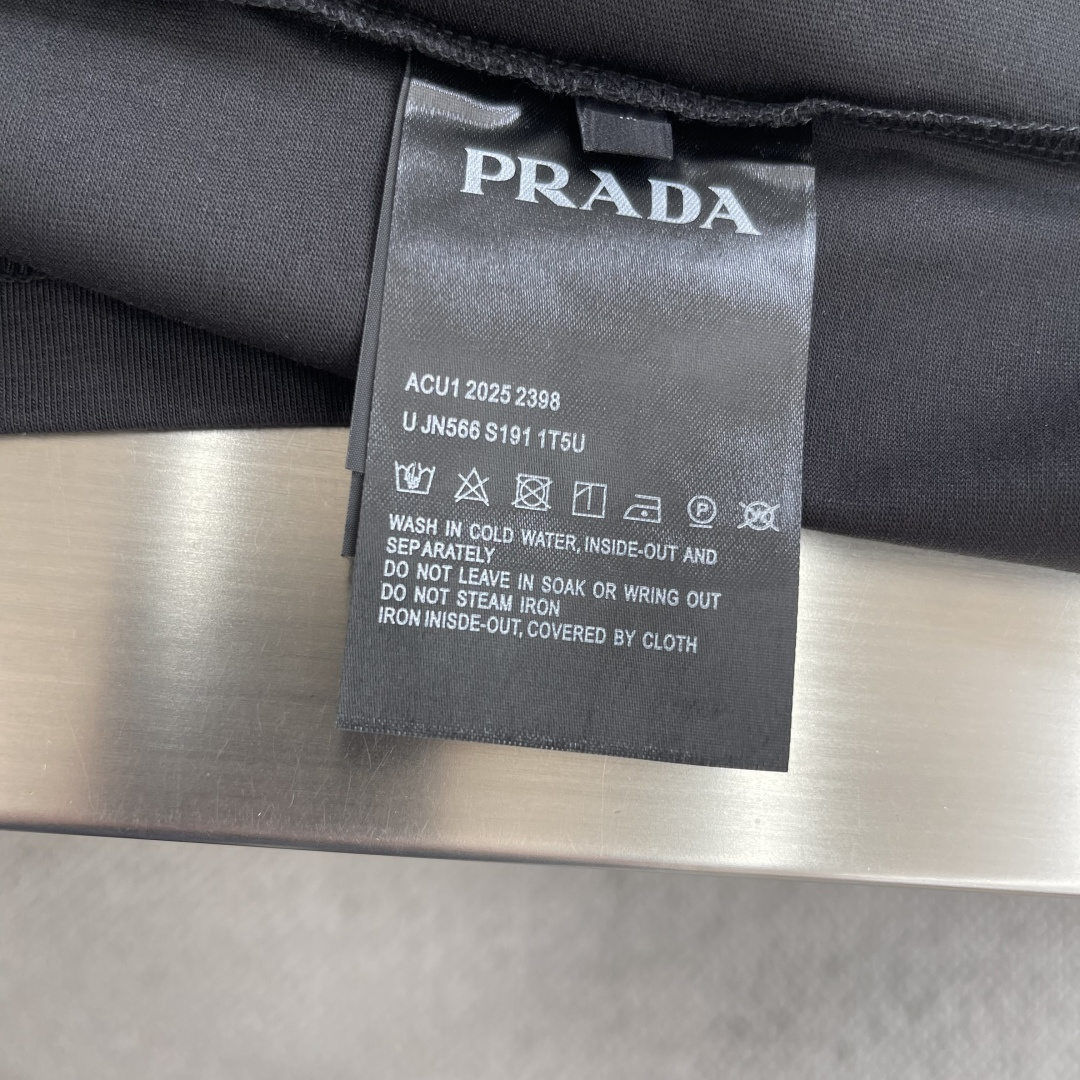 PRADA
ACU1 2025 2398
U JN566 S191 1T5U
P
WASH IN COLD WATER, INSIDE-OUT AND
SEPARATELY
DO NOT LEAVE IN SOAK OR WRING OUT
DO NOT STEAM IRON
IRON INISDE-OUT, COVERED BY CLOTH